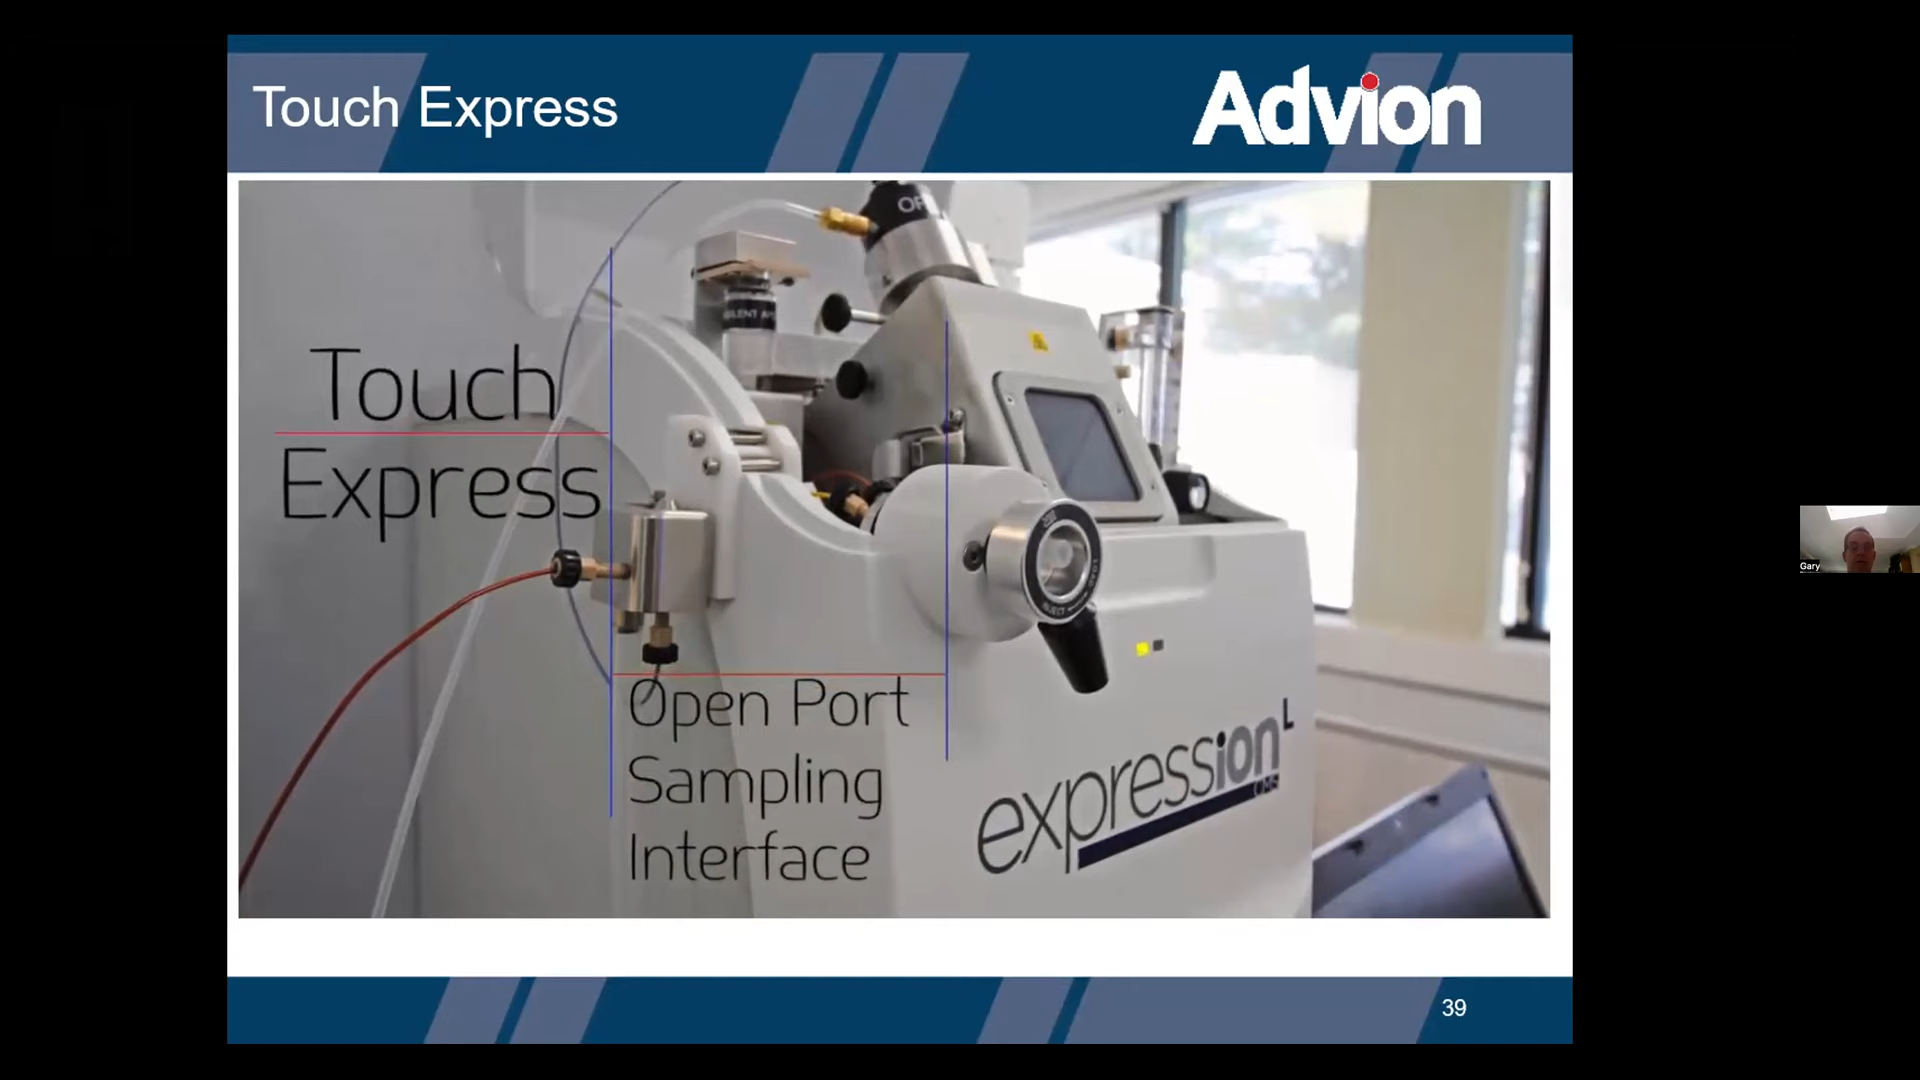 Touch Express
Advion
Touch
Express
Open Port
Sampling
Interface
expression L
CMS
Gary
39